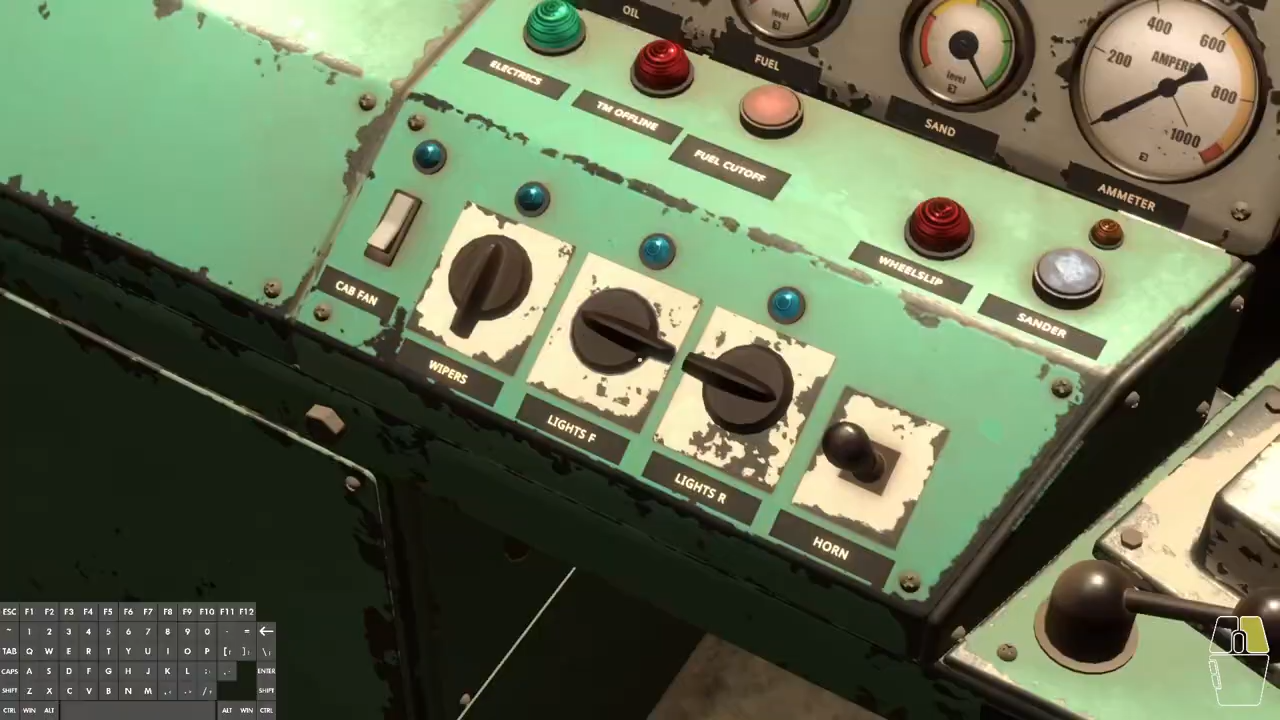 OIL
FUEL
level
SAND
200
400
600
800
1000
AMPERE
AMMETER
ELECTRICS
TM OFFLINE
FUEL CUTOFF
WHEELSLIP
SANDER
CAB FAN
WIPERS
LIGHTS F
LIGHTS R
HORN
ESC F1 F2 F3 F4 F5 F6 F7 F8 F9 F10 F11 F12
~ 1 2 3 4 5 6 7 8 9 0 - =
TAB Q W E R T Y U I O P [ ] \
CAPS A S D F G H J K L ; ENTER
SHIFT Z X C V B N M , . / SHIFT
CTRL WIN ALT ALT WIN CTRL